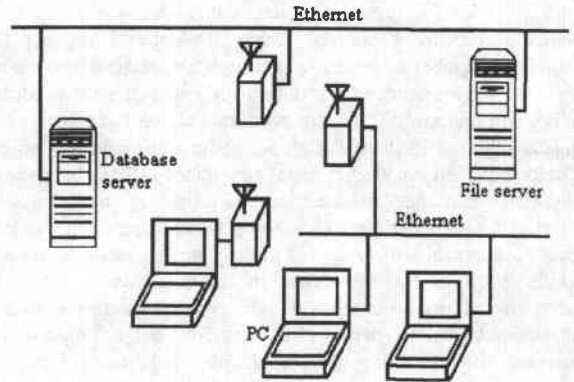 Ethernet
Database
server
File server
Ethernet
PC